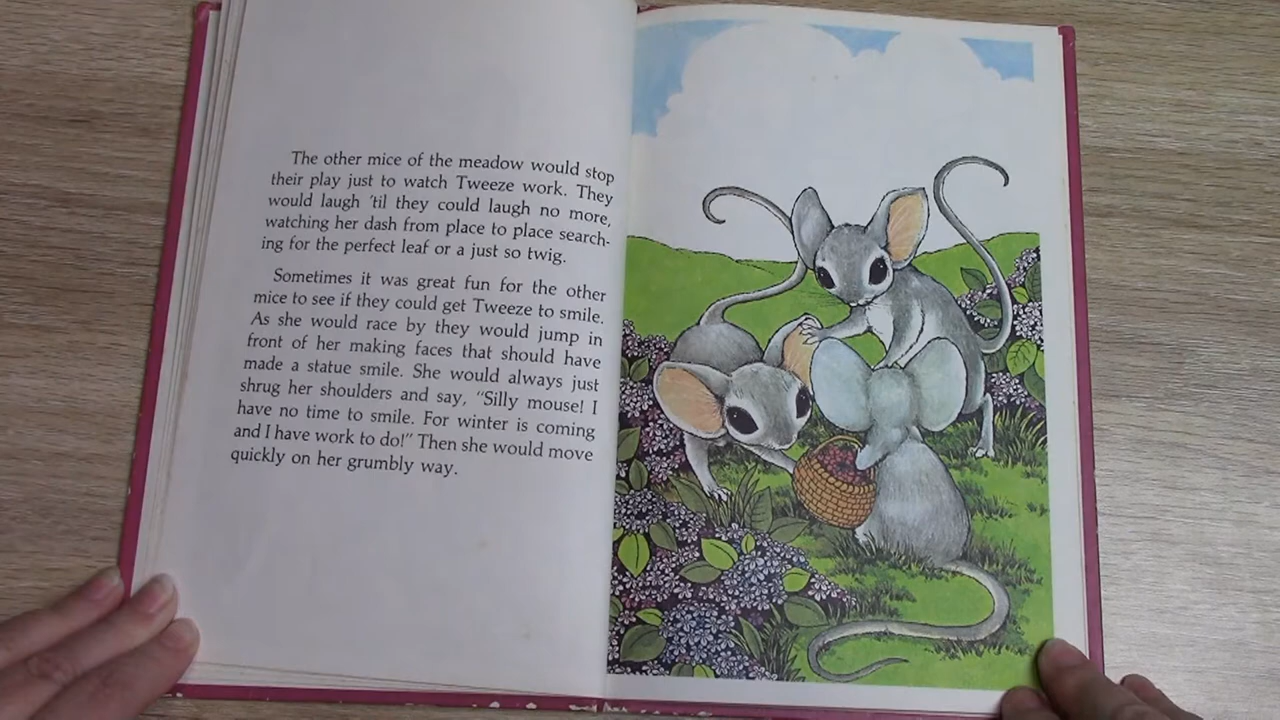 The other mice of the meadow would stop
their play just to watch Tweeze work. They
would laugh 'til they could laugh no more,
watching her dash from place to place search-
ing for the perfect leaf or a just so twig.
Sometimes it was great fun for the other
mice to see if they could get Tweeze to smile.
As she would race by they would jump in
front of her making faces that should have
made a statue smile. She would always just
shrug her shoulders and say, "Silly mouse! I
have no time to smile. For winter is coming
and I have work to do!" Then she would move
quickly on her grumbly way.